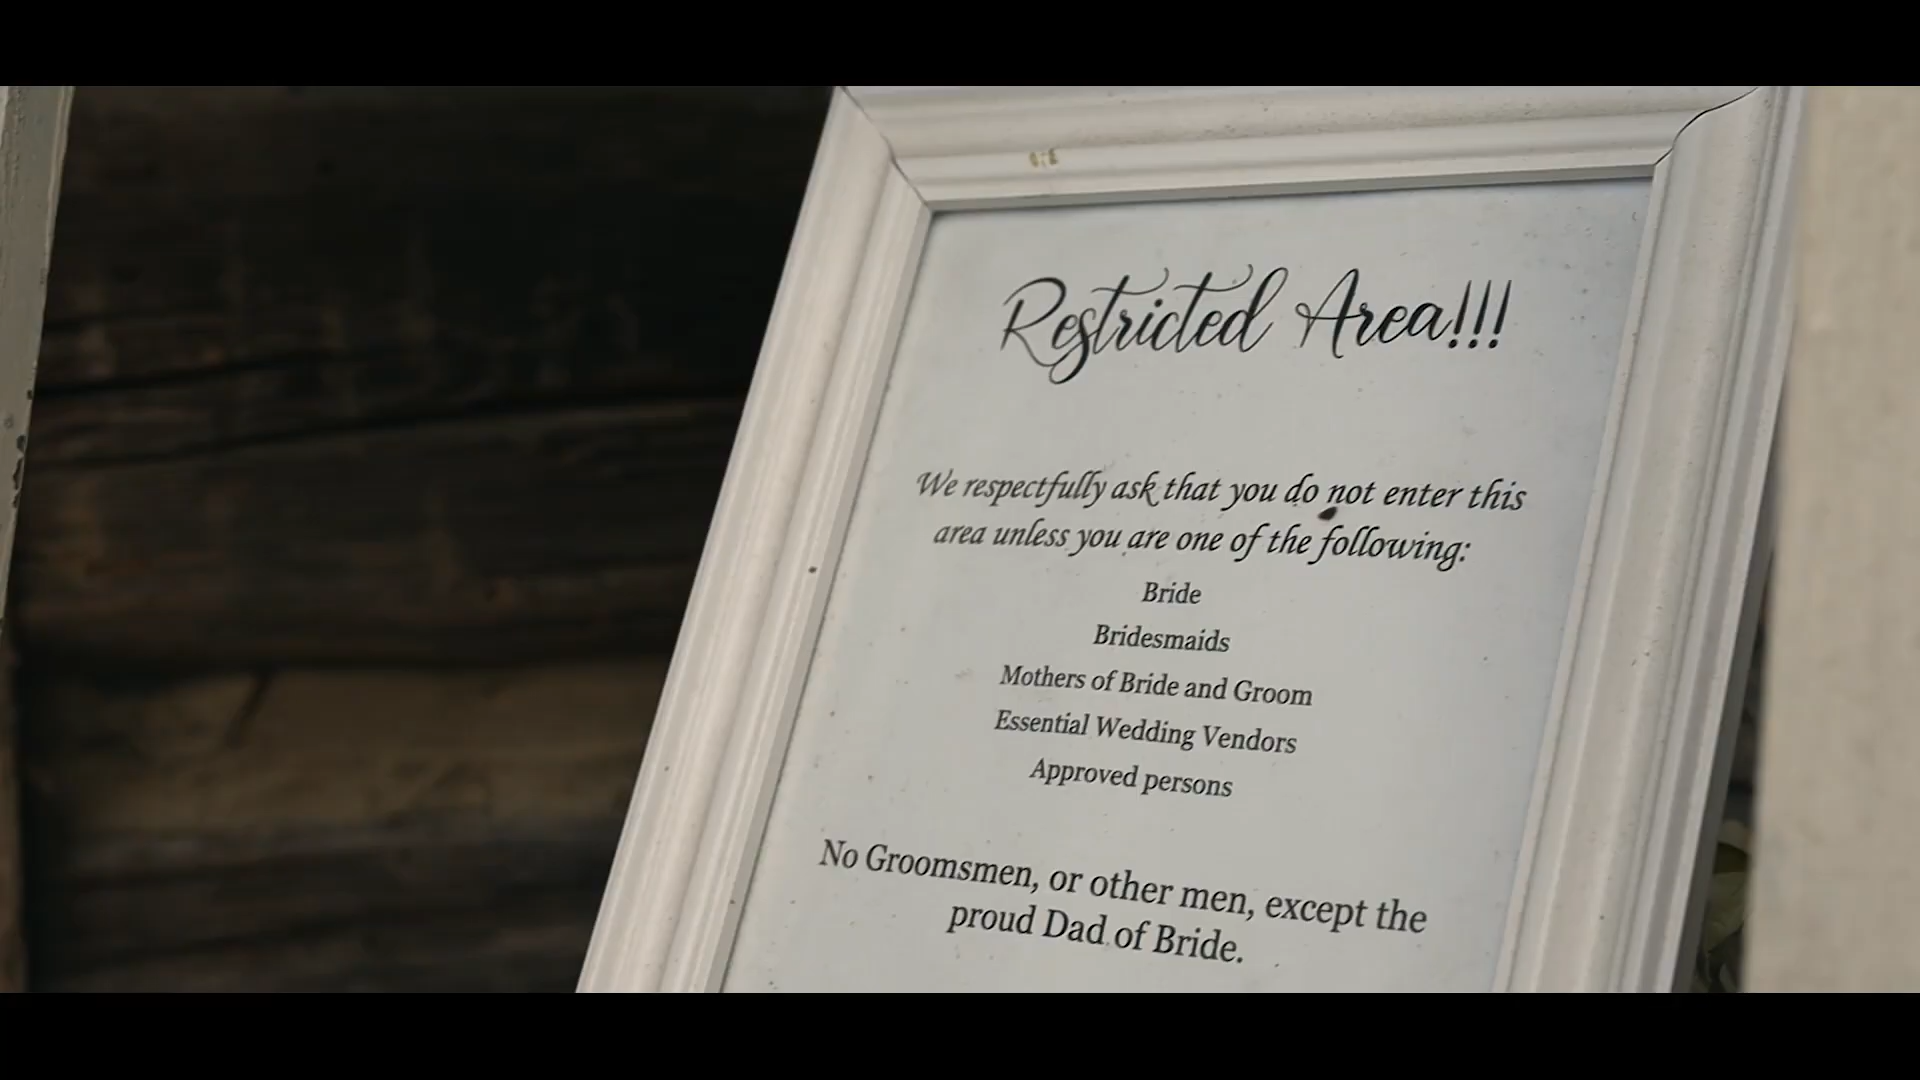 Restricted Area!!!
We respectfully ask that you do not enter this
area unless you are one of the following:
Bride
Bridesmaids
Mothers of Bride and Groom
Essential Wedding Vendors
Approved persons
No Groomsmen, or other men, except the
proud Dad of Bride.